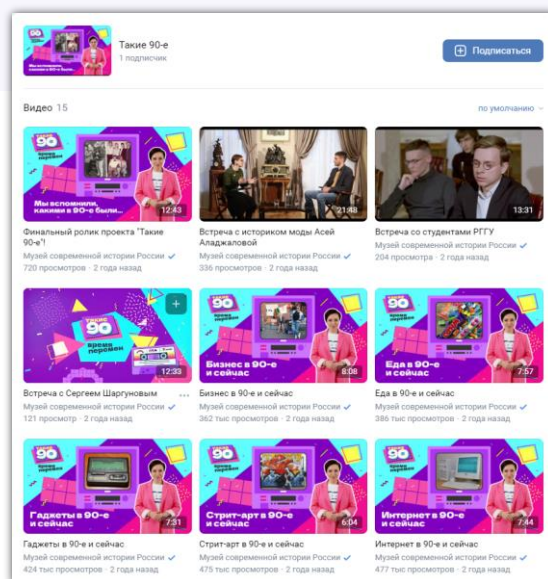 Такие 90-е
1 подписчик
Подписаться
Видео 15
по умолчанию
ТАКИЕ 90
Мы вспомнили,
какими в 90-е были...
12:43
21:48
13:31
Финальный ролик проекта "Такие
90-е"!
Музей современной истории России
720 просмотров · 2 года назад
Встреча с историком моды Асей
Аладжаловой
Музей современной истории России
336 просмотров · 2 года назад
Встреча со студентами РГГУ
Музей современной истории России
204 просмотра · 2 года назад
ТАКИЕ 90
время
перемен
12:33
90
Бизнес в 90-е
и сейчас
8:08
90
Еда в 90-е
и сейчас
7:57
Встреча с Сергеем Шаргуновым
Музей современной истории России
121 просмотр · 2 года назад
Бизнес в 90-е и сейчас
Музей современной истории России
362 тыс просмотров · 2 года назад
Еда в 90-е и сейчас
Музей современной истории России
386 тыс просмотров · 2 года назад
90
Гаджеты в 90-е
и сейчас
7:31
90
Стрит-арт в 90-е
и сейчас
6:04
90
Интернет в 90-е
и сейчас
7:44
Гаджеты в 90-е и сейчас
Музей современной истории России
424 тыс просмотров · 2 года назад
Стрит-арт в 90-е и сейчас
Музей современной истории России
475 тыс просмотров · 2 года назад
Интернет в 90-е и сейчас
Музей современной истории России
477 тыс просмотров · 2 года назад